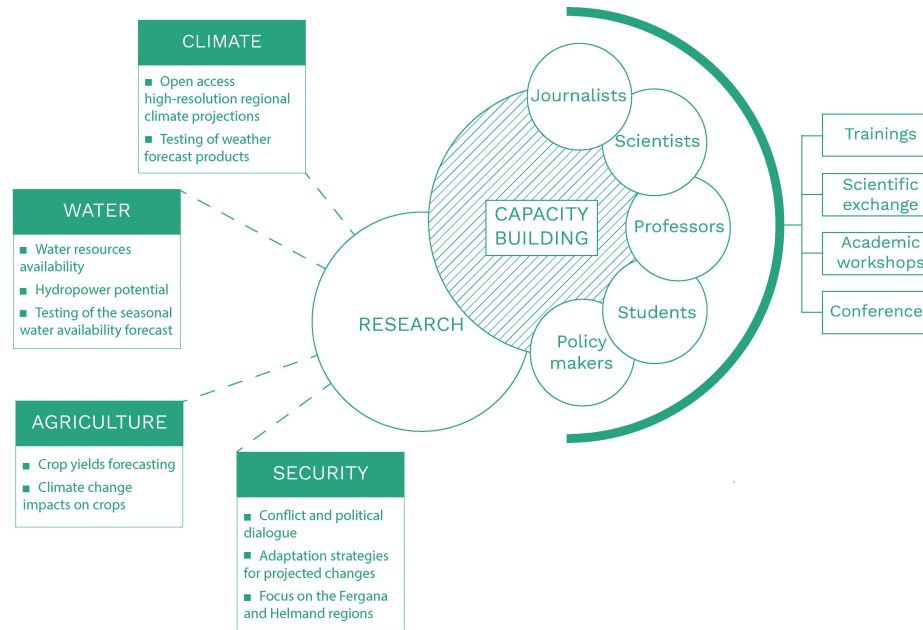 CLIMATE
■ Open access
high-resolution regional
climate projections
■ Testing of weather
forecast products
WATER
■ Water resources
availability
■ Hydropower potential
■ Testing of the seasonal
water availability forecast
AGRICULTURE
■ Crop yields forecasting
■ Climate change
impacts on crops
SECURITY
■ Conflict and political
dialogue
■ Adaptation strategies
for projected changes
■ Focus on the Fergana
and Helmand regions
RESEARCH
CAPACITY
BUILDING
Journalists
Scientists
Professors
Students
Policy
makers
Trainings
Scientific
exchange
Academic
workshops
Conference